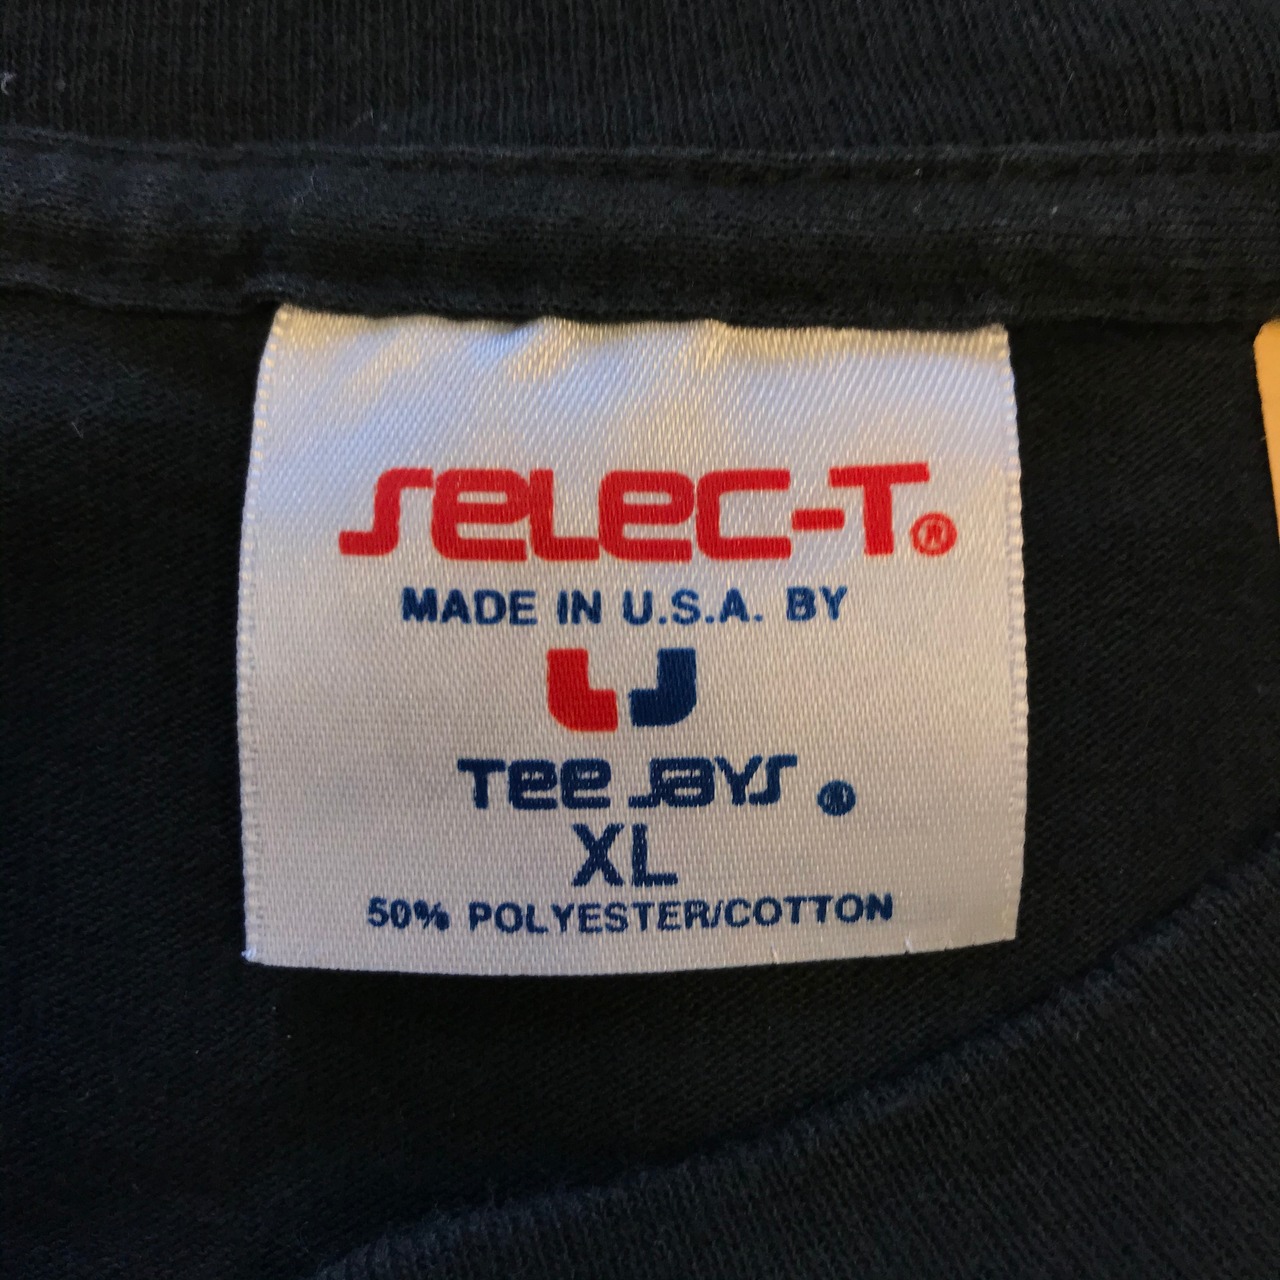 SELEC-T®
MADE IN U.S.A. BY
TEE JAYS ®
XL
50% POLYESTER/COTTON